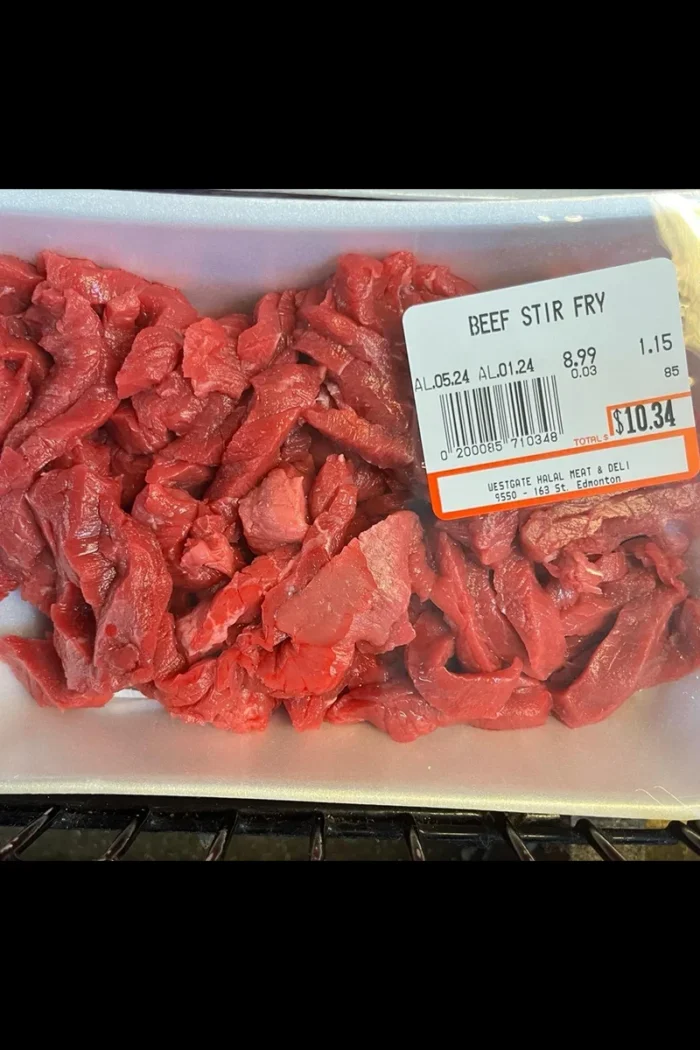 BEEF STIR FRY
AL.05.24 AL.01.24 8.99 1.15
0.03 85
0 200085 710348
TOTAL $ $10.34
WESTGATE HALAL MEAT & DELI
9550 - 163 St. Edmonton